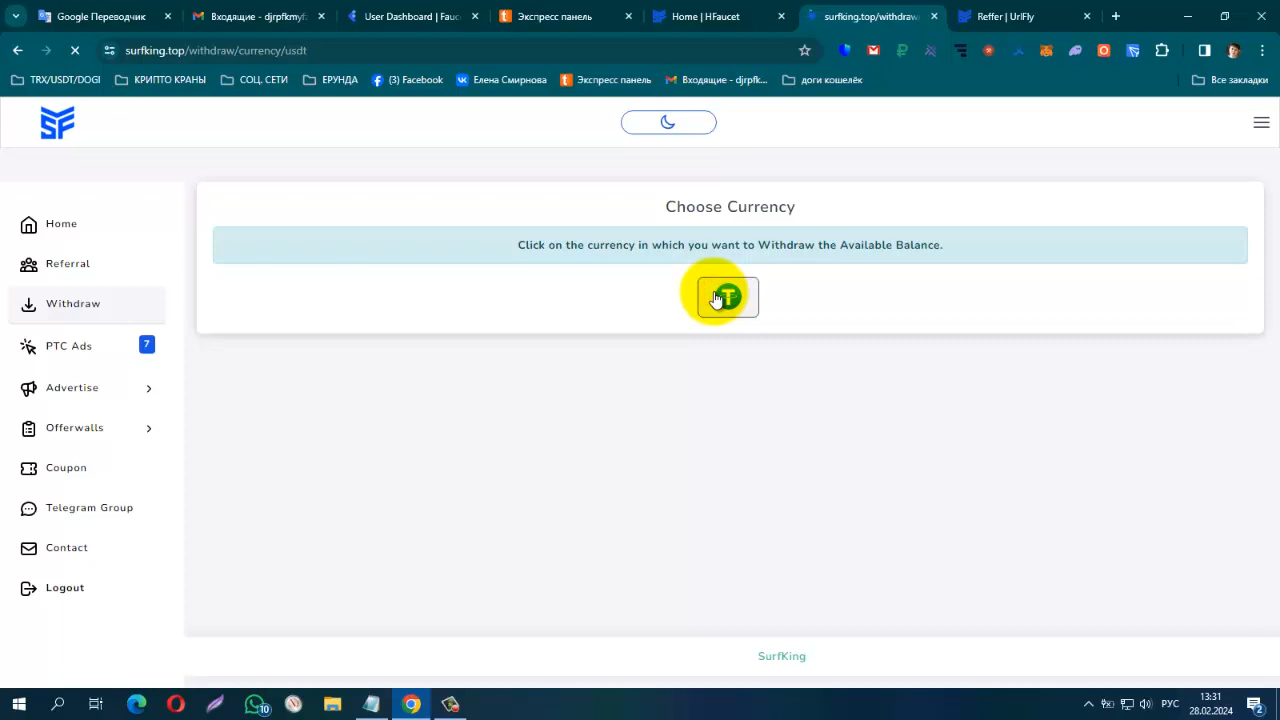 Google Переводчик
Входящие - djrpfkmyf
User Dashboard | Fauc
Экспресс панель
Home | HFaucet
surfking.top/withdraw
Reffer | UrlFly
surfking.top/withdraw/currency/usdt
TRX/USDT/DOGI
КРИПТО КРАНЫ
СОЦ. СЕТИ
ЕРУНДА
(3) Facebook
Елена Смирнова
Экспресс панель
Входящие - djrpfk...
доги кошелёк
Все закладки
SF
Choose Currency
Click on the currency in which you want to Withdraw the Available Balance.
Home
Referral
Withdraw
PTC Ads
7
Advertise
Offerwalls
Coupon
Telegram Group
Contact
Logout
SurfKing
10
РУС
13:31
28.02.2024
2